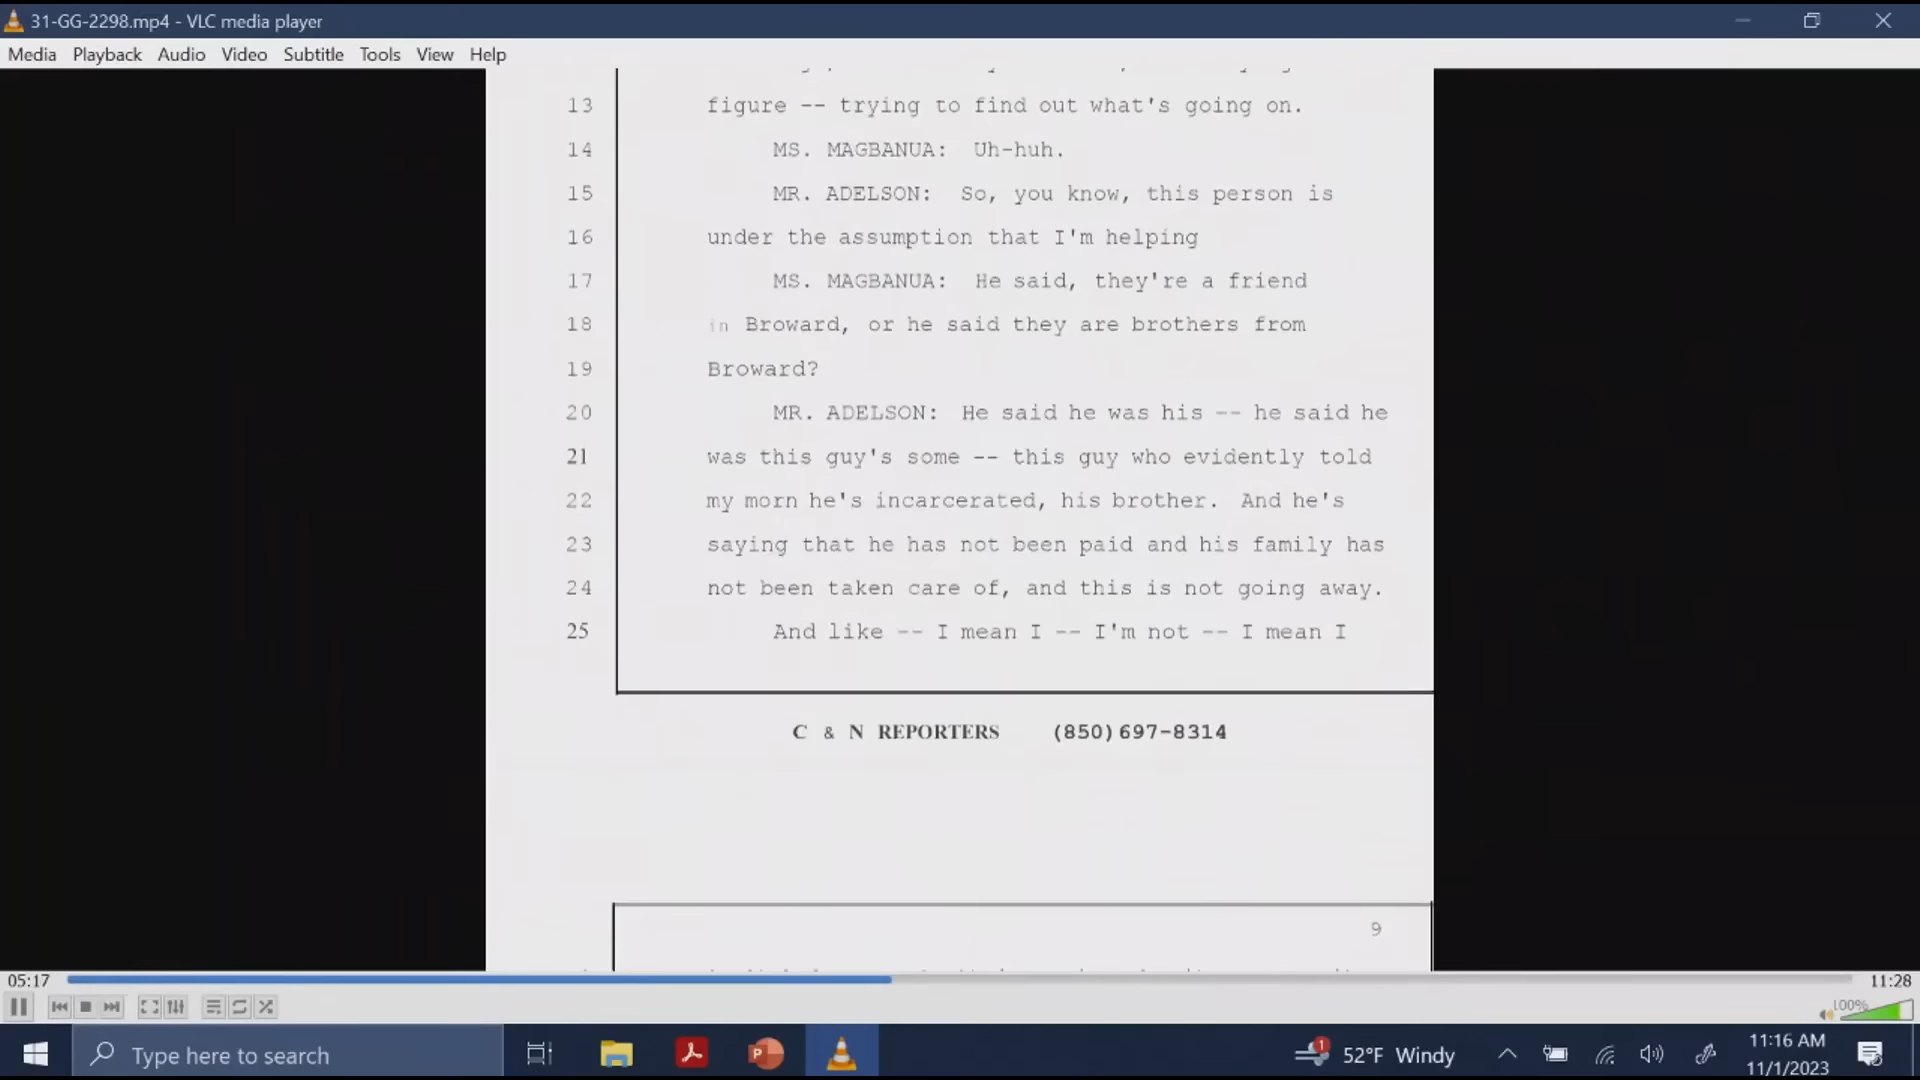 31-GG-2298.mp4 - VLC media player
Media Playback Audio Video Subtitle Tools View Help
13 figure -- trying to find out what's going on.
14 MS. MAGBANUA: Uh-huh.
15 MR. ADELSON: So, you know, this person is
16 under the assumption that I'm helping
17 MS. MAGBANUA: He said, they're a friend
18 in Broward, or he said they are brothers from
19 Broward?
20 MR. ADELSON: He said he was his -- he said he
21 was this guy's some -- this guy who evidently told
22 my morn he's incarcerated, his brother. And he's
23 saying that he has not been paid and his family has
24 not been taken care of, and this is not going away.
25 And like -- I mean I -- I'm not -- I mean I
C & N REPORTERS (850)697-8314
9
05:17 11:28
100%
Type here to search
P
1
52°F Windy
11:16 AM
11/1/2023